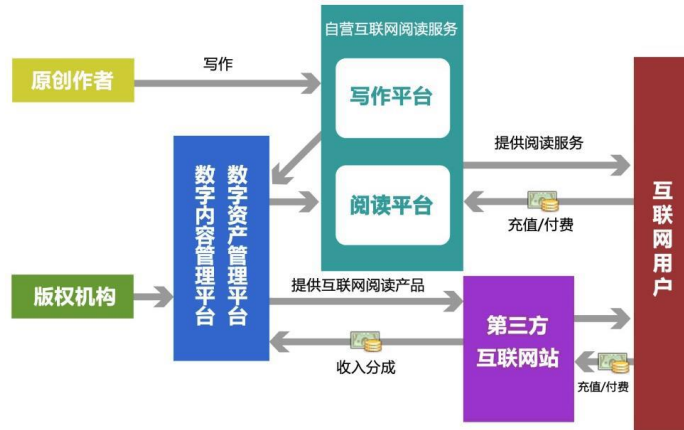 自营互联网阅读服务
原创作者
写作
写作平台
提供阅读服务
阅读平台
充值/付费
互联网用户
数字资产管理平台
数字内容管理平台
版权机构
提供互联网阅读产品
第三方
互联网站
收入分成
充值/付费